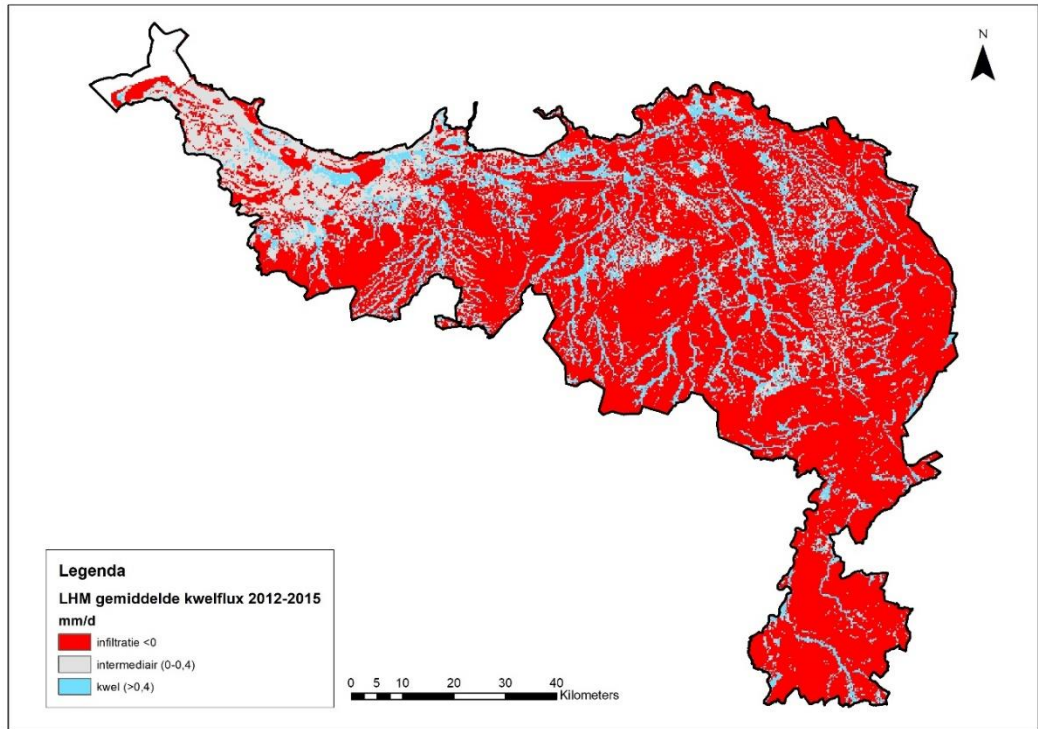 N
Legenda
LHM gemiddelde kwelflux 2012-2015
mm/d
infiltratie <0
intermediair (0-0,4)
kwel (>0,4)
0 5 10 20 30 40
Kilometers